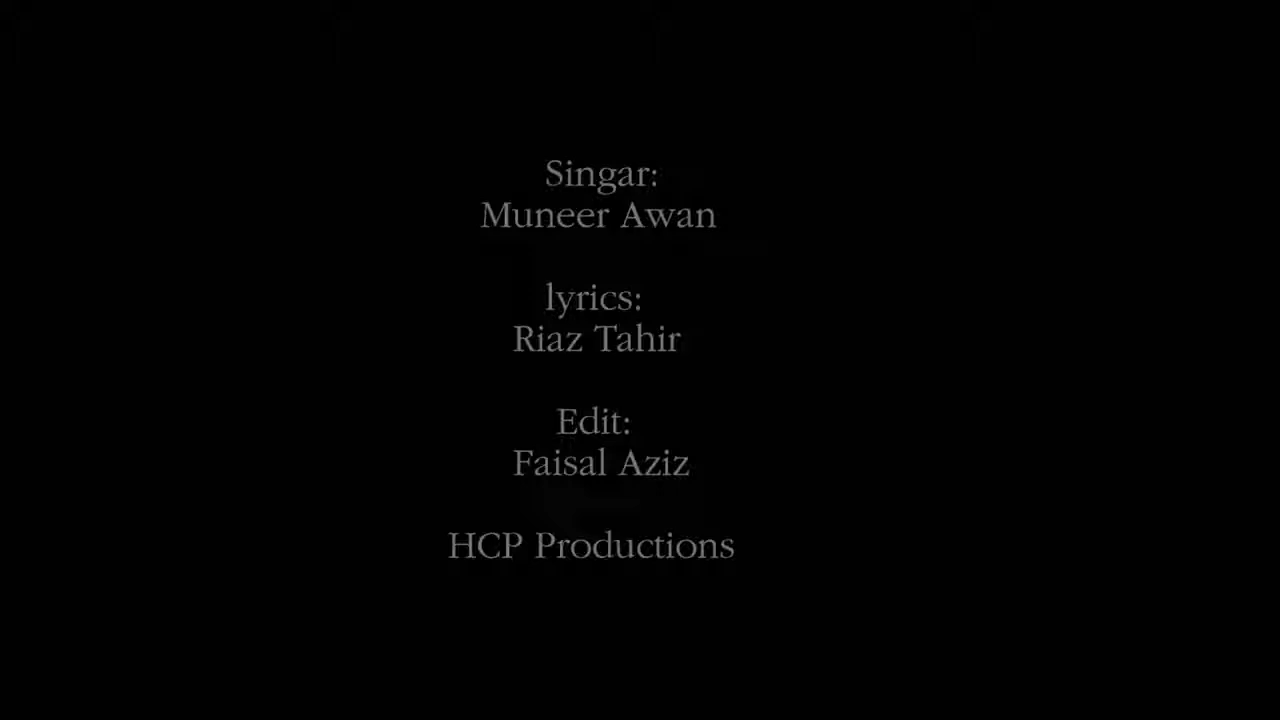 Singar:
Muneer Awan
lyrics:
Riaz Tahir
Edit:
Faisal Aziz
HCP Productions